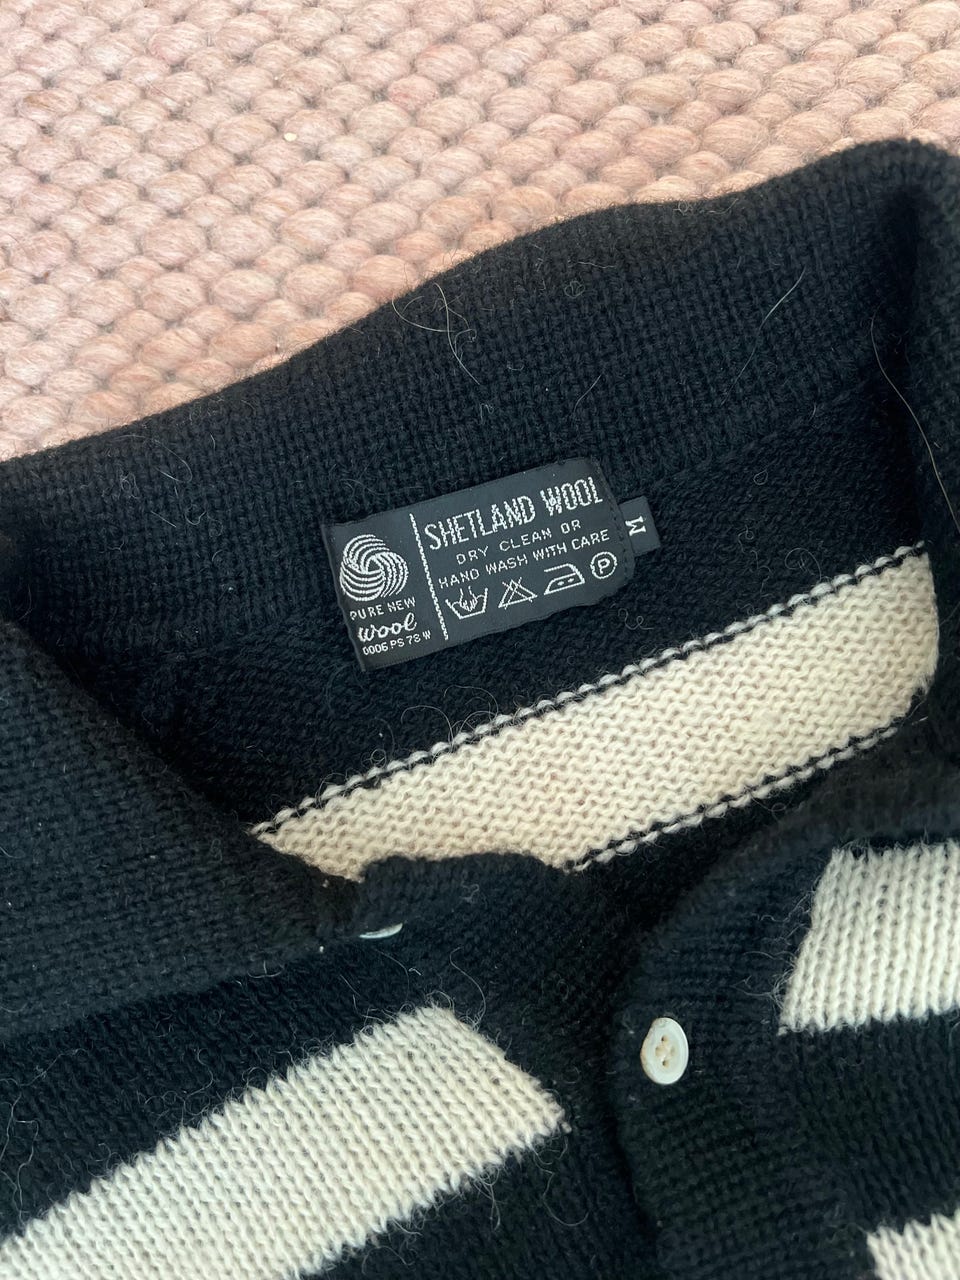 SHETLAND WOOL
DRY CLEAN OR
HAND WASH WITH CARE
P
PURE NEW
wool
0006 PS 78 W
M